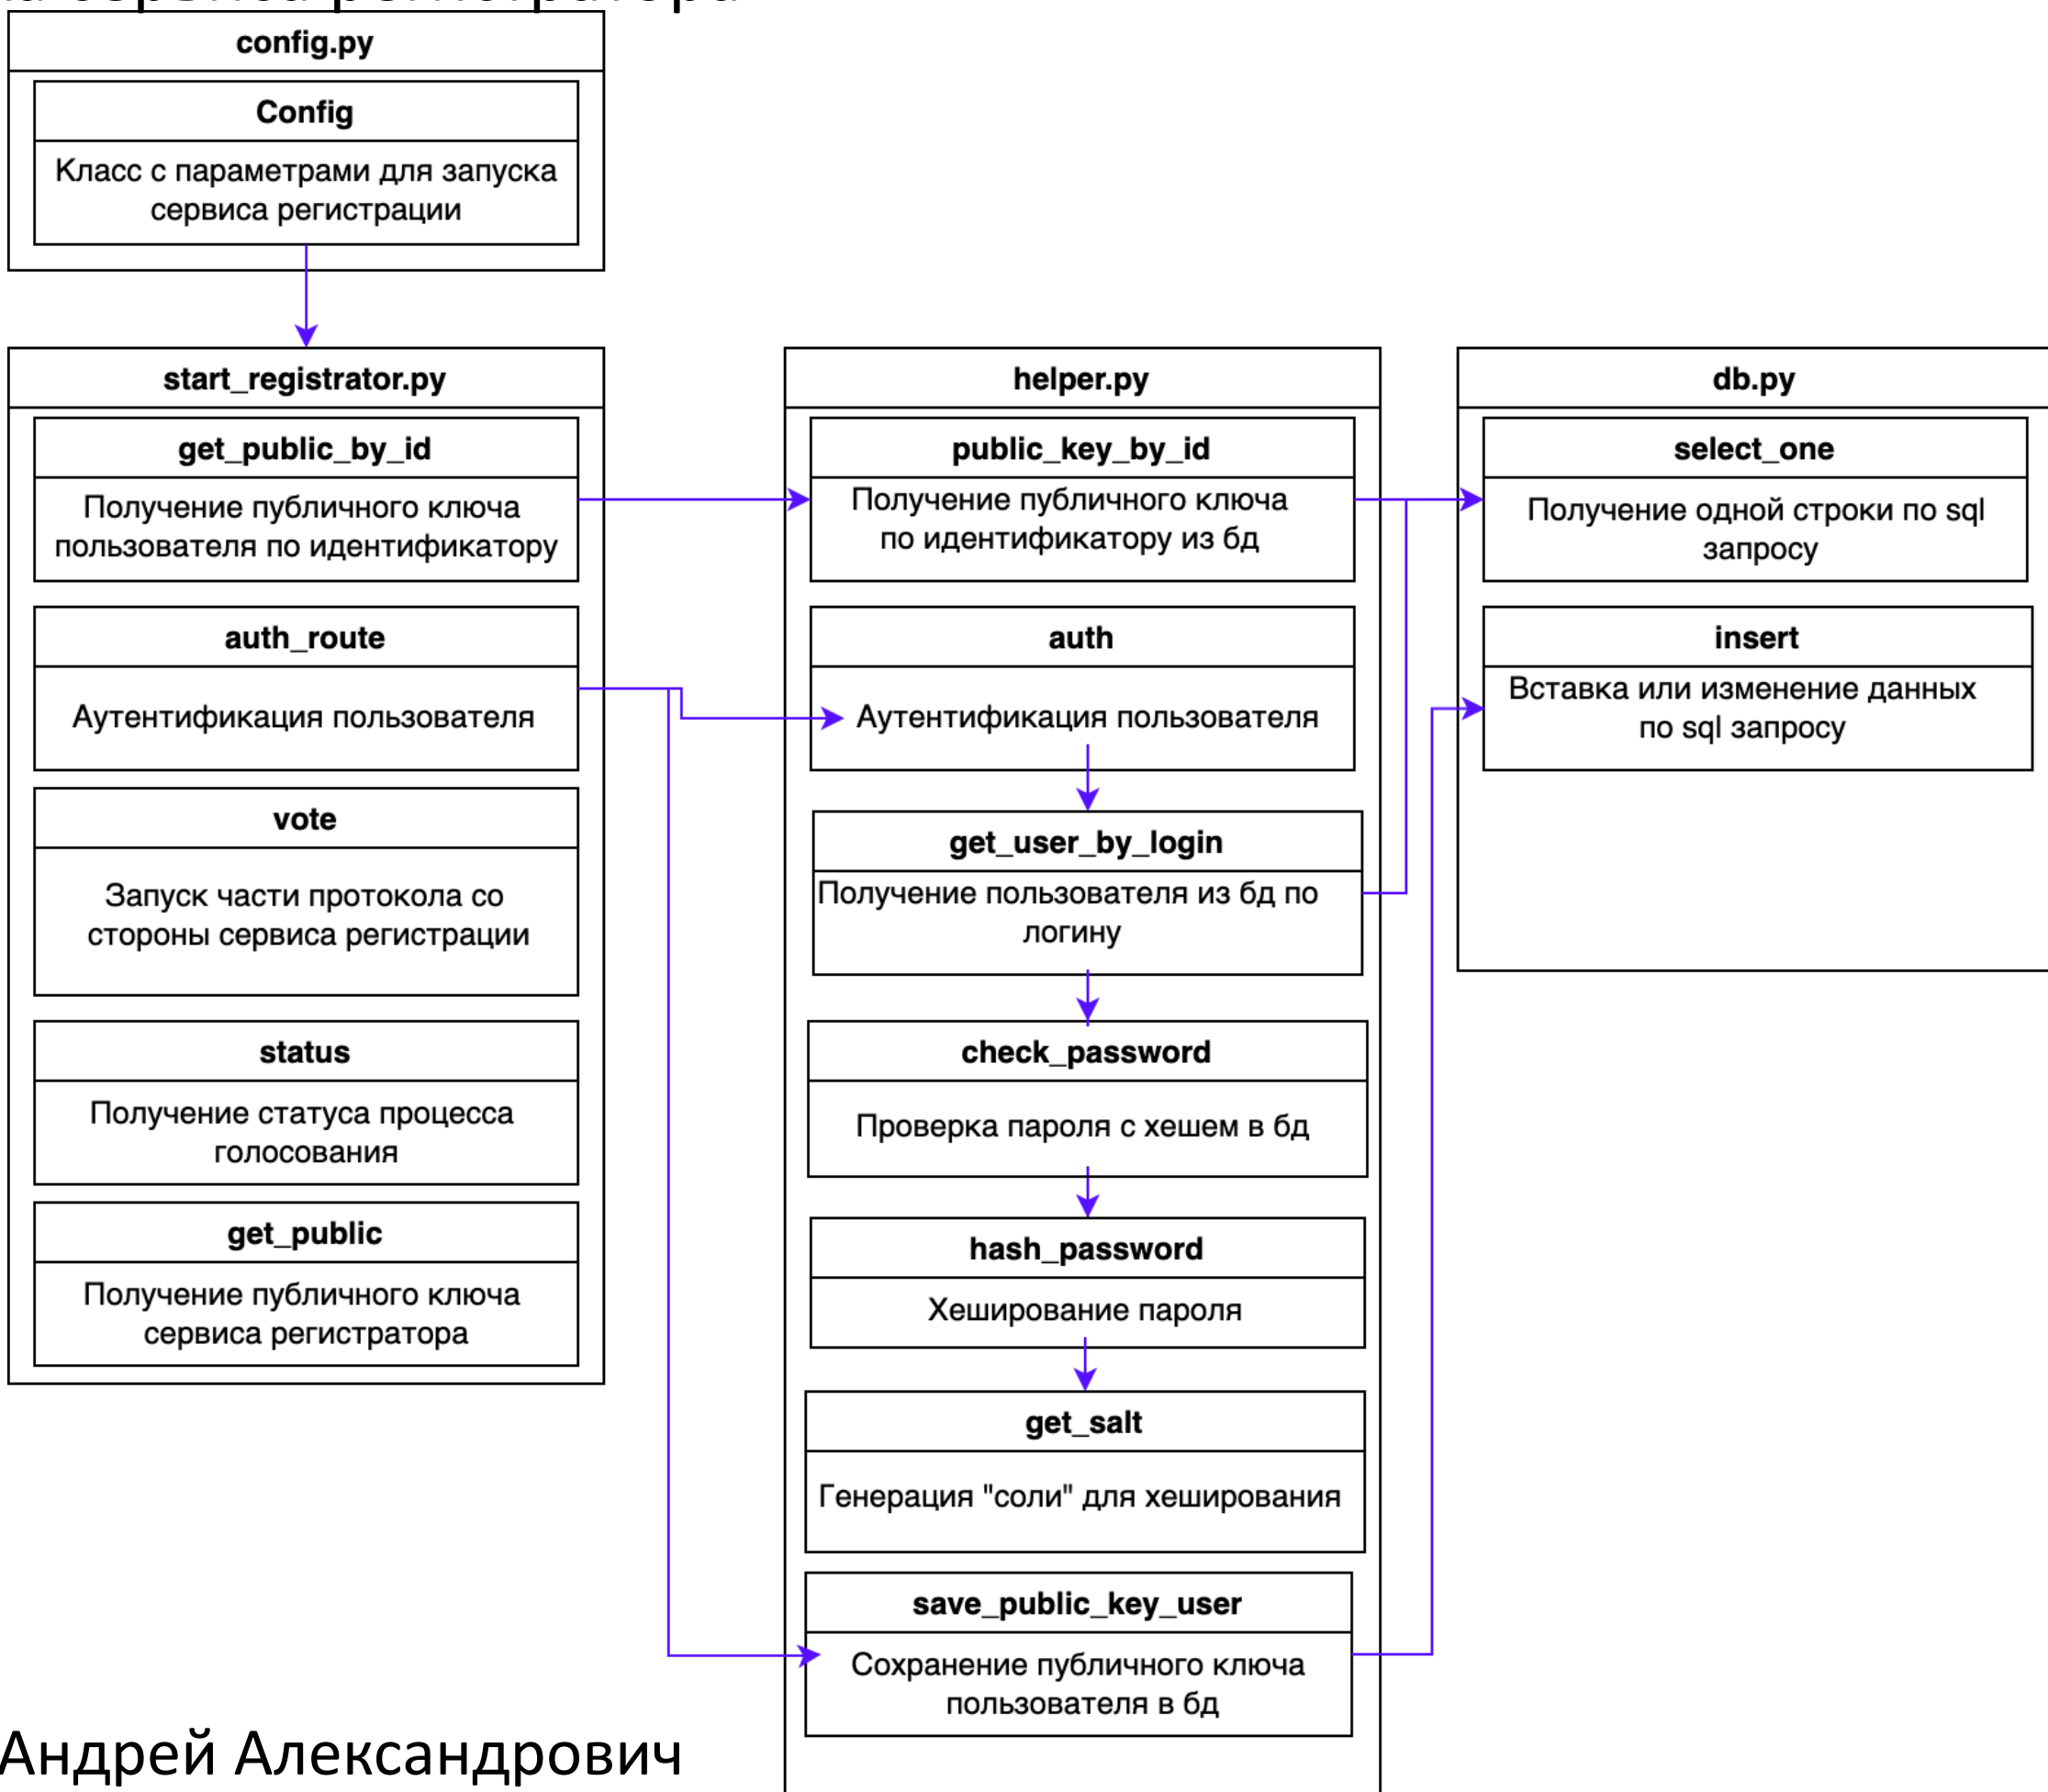 сервиса регистратора
config.py
Config
Класс с параметрами для запуска
сервиса регистрации
start_registrator.py
get_public_by_id
Получение публичного ключа
пользователя по идентификатору
auth_route
Аутентификация пользователя
vote
Запуск части протокола со
стороны сервиса регистрации
status
Получение статуса процесса
голосования
get_public
Получение публичного ключа
сервиса регистратора
helper.py
public_key_by_id
Получение публичного ключа
по идентификатору из бд
auth
Аутентификация пользователя
get_user_by_login
Получение пользователя из бд по
логину
check_password
Проверка пароля с хешем в бд
hash_password
Хеширование пароля
get_salt
Генерация "соли" для хеширования
save_public_key_user
Сохранение публичного ключа
пользователя в бд
db.py
select_one
Получение одной строки по sql
запросу
insert
Вставка или изменение данных
по sql запросу
Андрей Александрович